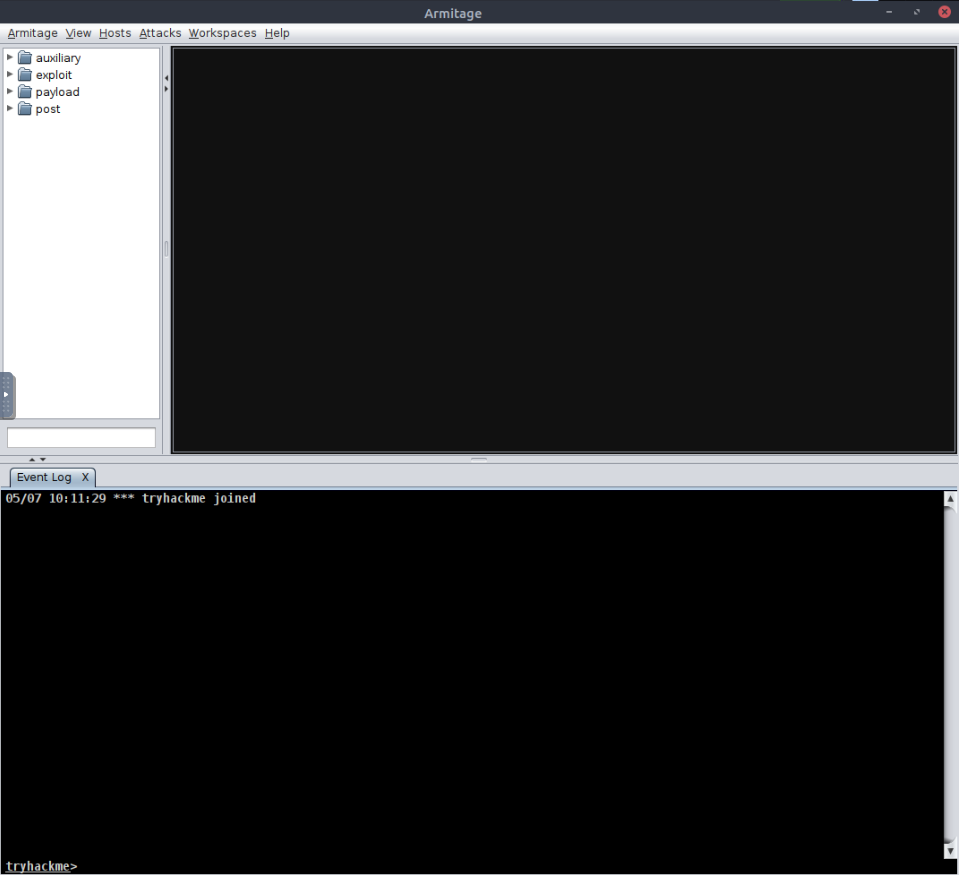 Armitage
Armitage View Hosts Attacks Workspaces Help
auxiliary
exploit
payload
post
Event Log X
05/07 10:11:29 *** tryhackme joined
tryhackme>